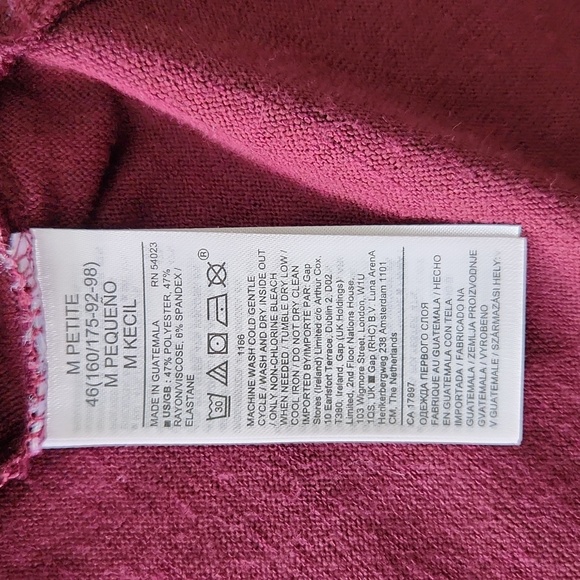 M PETITE
46(160(175-92-98)
M PEQUEÑO
M KECIL
MADE IN GUATEMALA RN 54023
■ US/GB : 47% POLYESTER, 47%
RAYON/VISCOSE, 6% SPANDEX /
ELASTANE
30
®
1166
MACHINE WASH COLD GENTLE
CYCLE / WASH AND DRY INSIDE OUT
/ ONLY NON-CHLORINE BLEACH
WHEN NEEDED / TUMBLE DRY LOW /
COOL IRON / DO NOT DRY CLEAN
IMPORTED BY/IMPORTE PAR: Gap
Stores (Ireland) Limited c/o Arthur Cox,
10 Earlsfort Terrace, Dublin 2, D02
T380, Ireland, Gap (UK Holdings)
Limited, 2nd Floor Nations House,
103 Wigmore Street, London, W1U
1QS, UK ■ Gap (RHC) B.V. Luna ArenA
Herikerbergweg 238 Amsterdam 1101
CM, The Netherlands
CA 17897
ОДЕЖДА ПЕРВОГО СЛОЯ
FABRIQUE AU GUATEMALA / HECHO
EN GUATEMALA COINTELA
IMPORTADA / FABRICADO NA
GUATEMALA / ZEMLJA PROIZVODNJE
GVATEMALA / VYROBENO
V GUATEMALE / SZÁRMAZÁSI HELY: